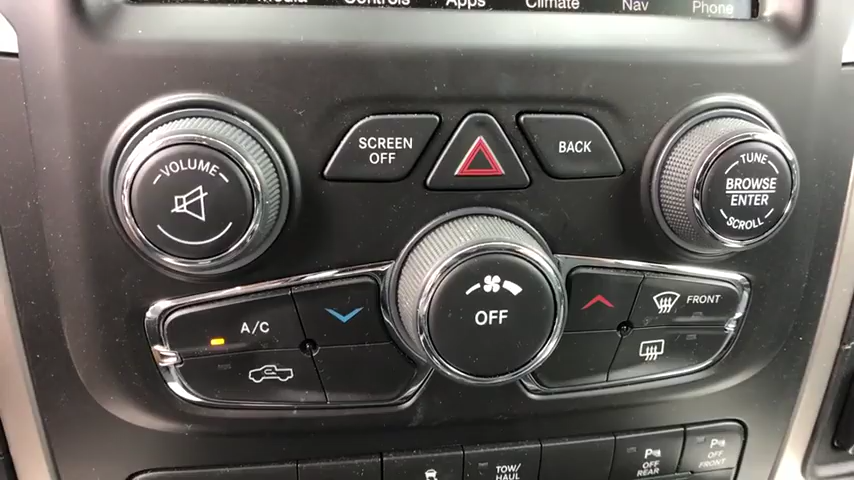 Media Controls Apps Climate Nav Phone
VOLUME
SCREEN
OFF
BACK
TUNE
BROWSE
ENTER
SCROLL
A/C
OFF
FRONT
TOW/
HAUL
P
OFF
REAR
P
OFF
FRONT